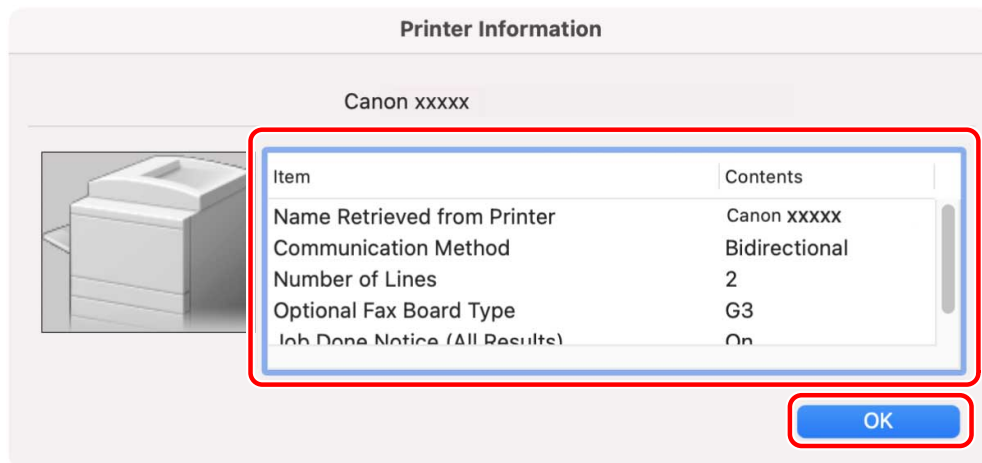 Printer Information
Canon xxxxx
Item Contents
Name Retrieved from Printer Canon xxxxx
Communication Method Bidirectional
Number of Lines 2
Optional Fax Board Type G3
Job Done Notice (All Results) On
OK